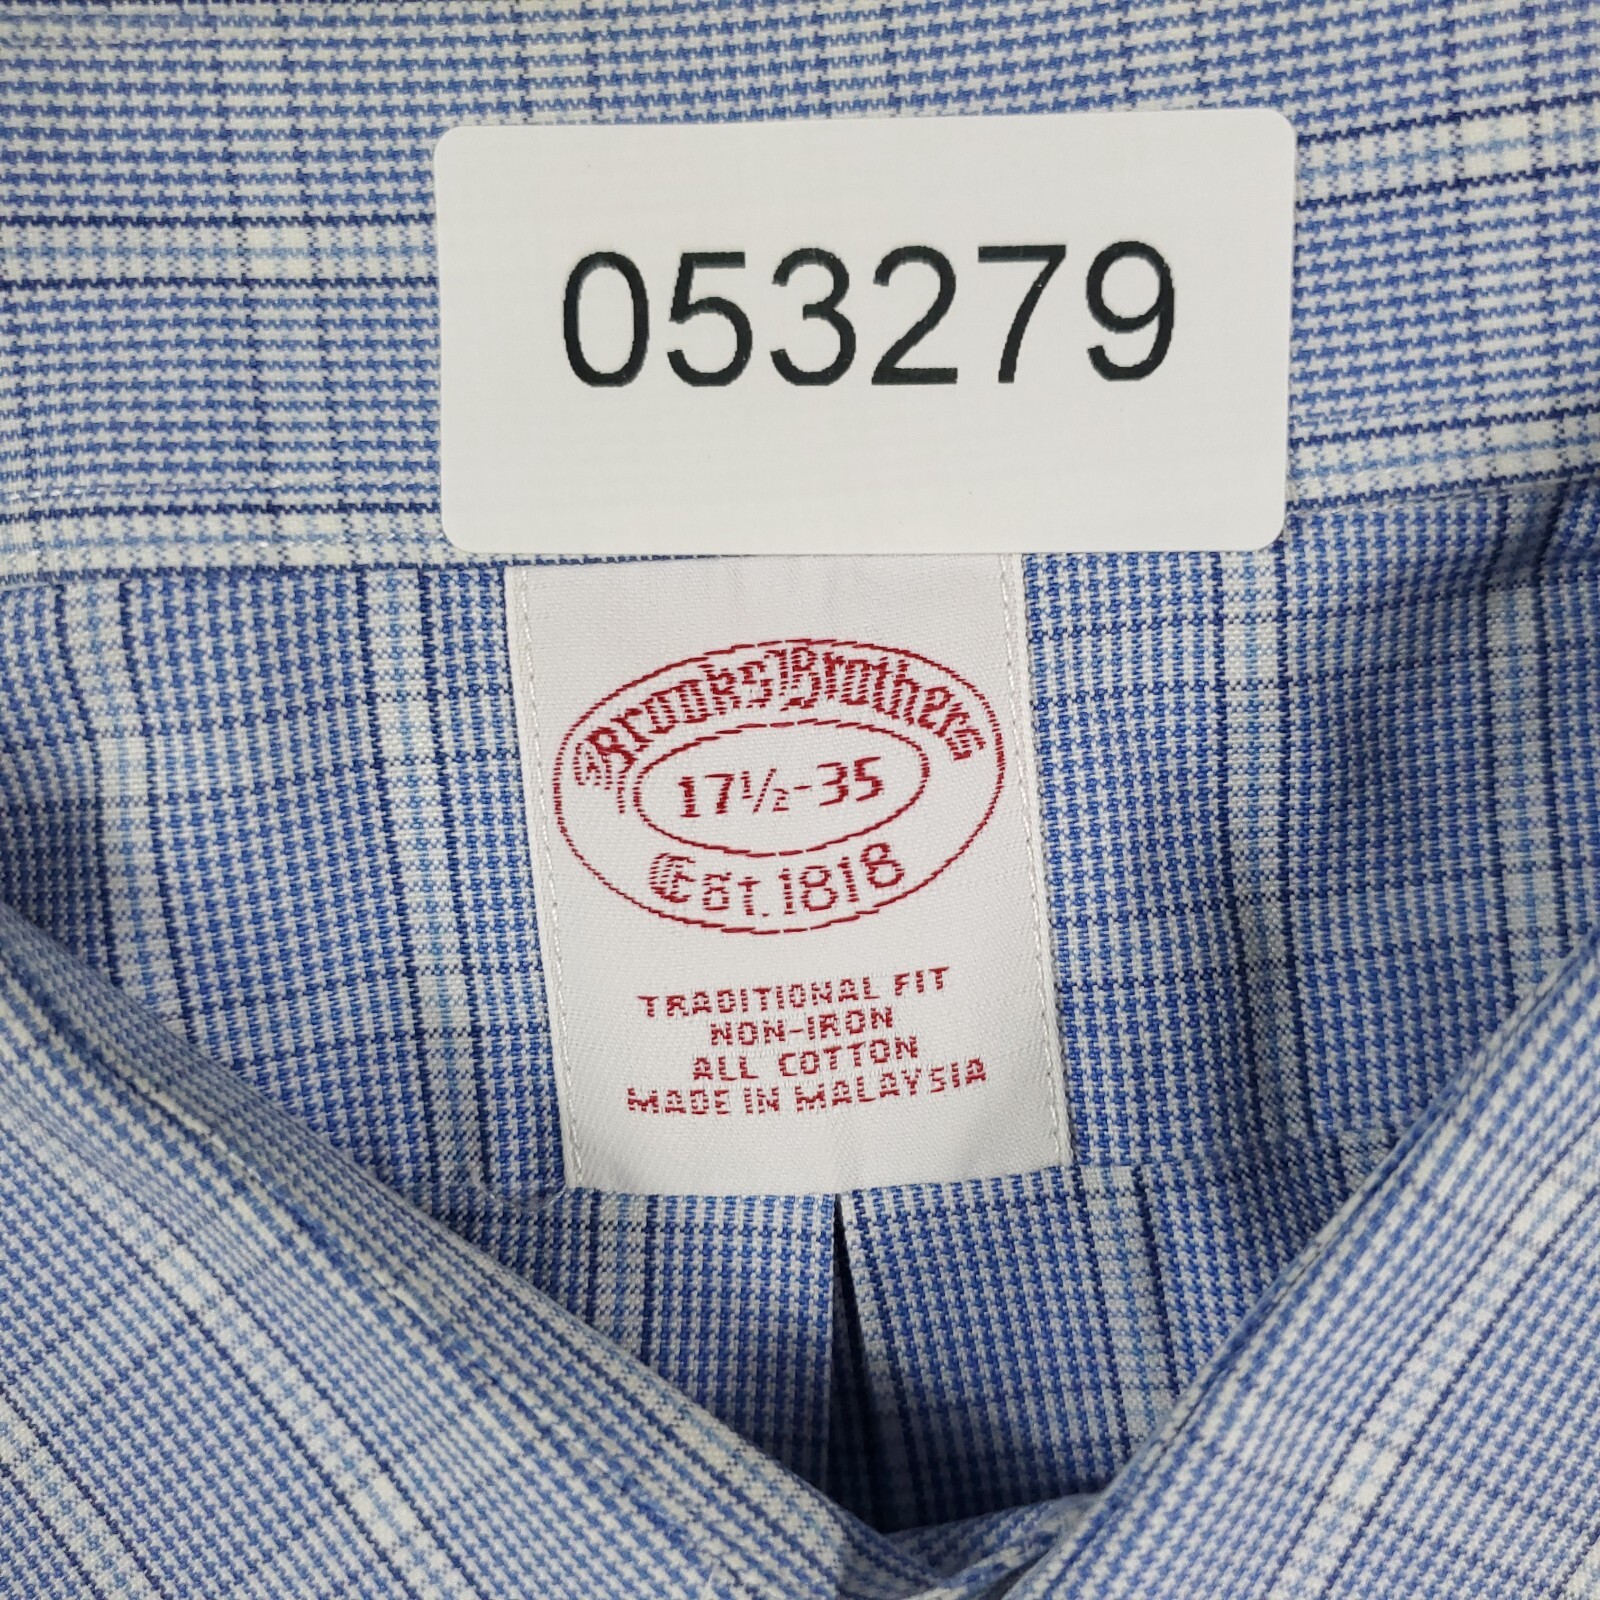 053279
Brooks Brothers
17½-35
Est. 1818
TRADITIONAL FIT
NON-IRON
ALL COTTON
MADE IN MALAYSIA